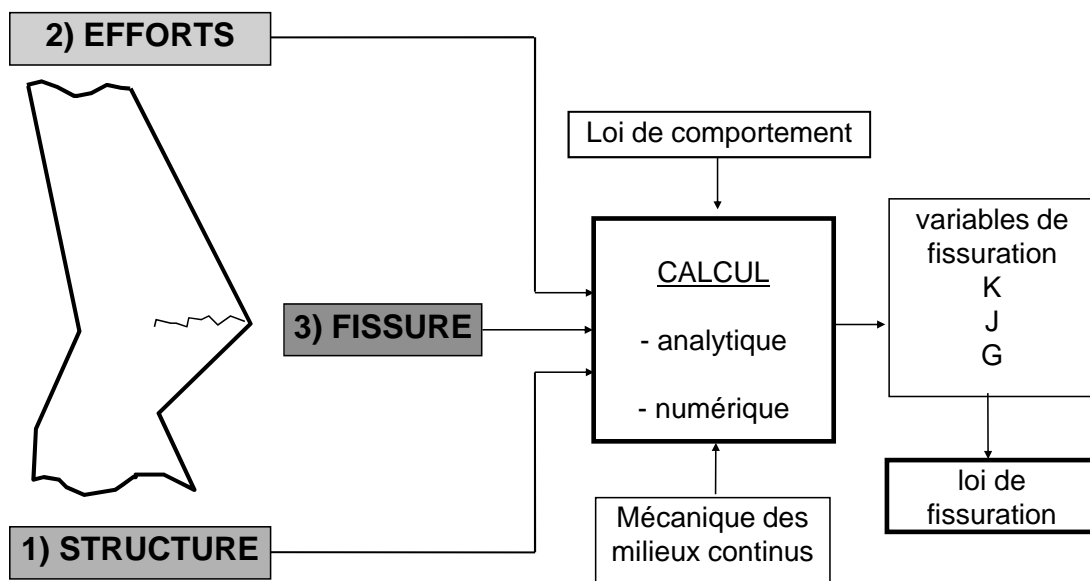 2) EFFORTS
Loi de comportement
variables de
fissuration
K
J
G
CALCUL
- analytique
- numérique
3) FISSURE
loi de
fissuration
Mécanique des
milieux continus
1) STRUCTURE